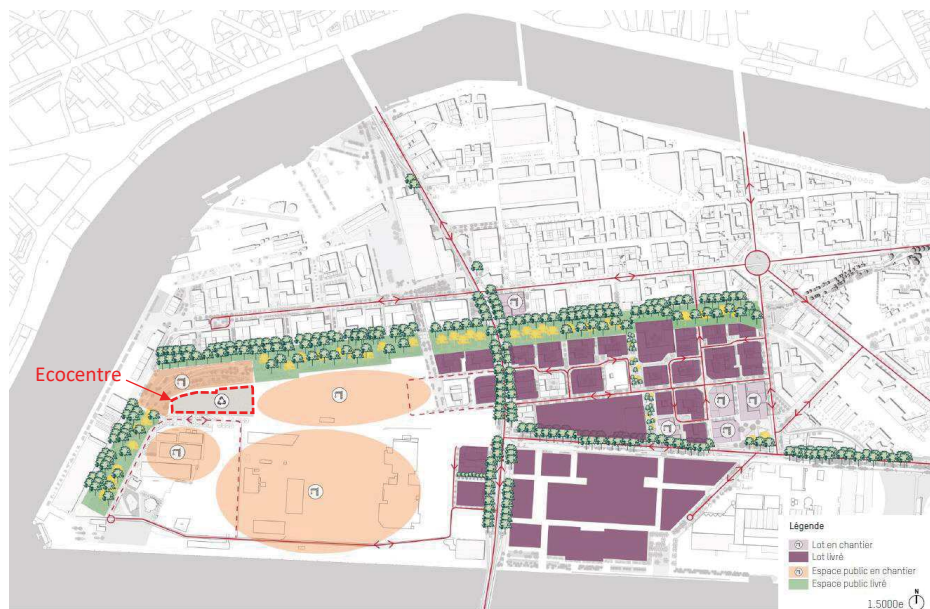 Ecocentre
Légende
Lot en chantier
Lot livré
Espace public en chantier
Espace public livré
N
1.5000e